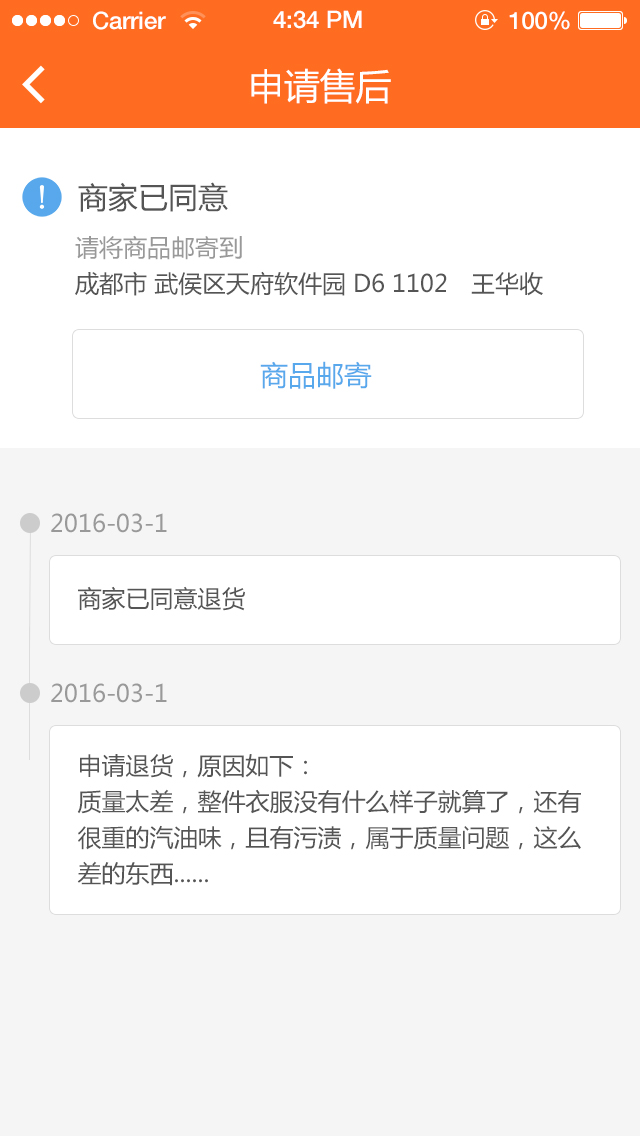 Carrier 4:34 PM 100%
申请售后
商家已同意
请将商品邮寄到
成都市 武侯区天府软件园 D6 1102 王华收
商品邮寄
2016-03-1
商家已同意退货
2016-03-1
申请退货，原因如下：
质量太差，整件衣服没有什么样子就算了，还有
很重的汽油味，且有污渍，属于质量问题，这么
差的东西......